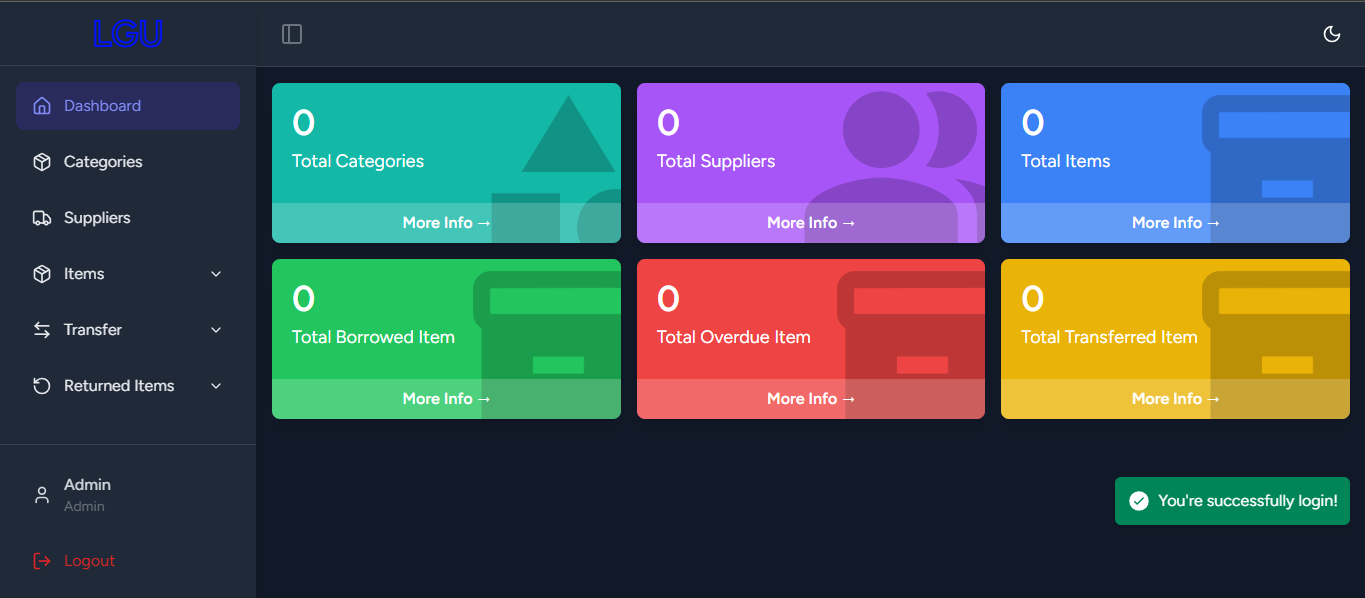 LGU
Dashboard
Categories
Suppliers
Items
Transfer
Returned Items
Admin
Admin
Logout
0
Total Categories
More Info →
0
Total Suppliers
More Info →
0
Total Items
More Info →
0
Total Borrowed Item
More Info →
0
Total Overdue Item
More Info →
0
Total Transferred Item
More Info →
You're successfully login!